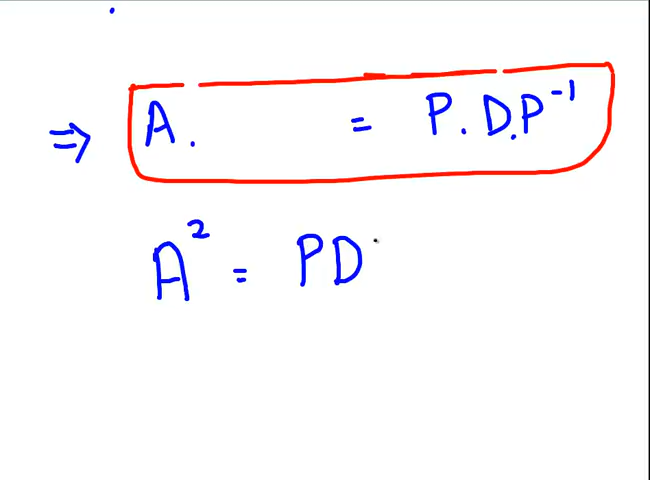 ⇒ A. = P. D.P⁻¹
A² = PD